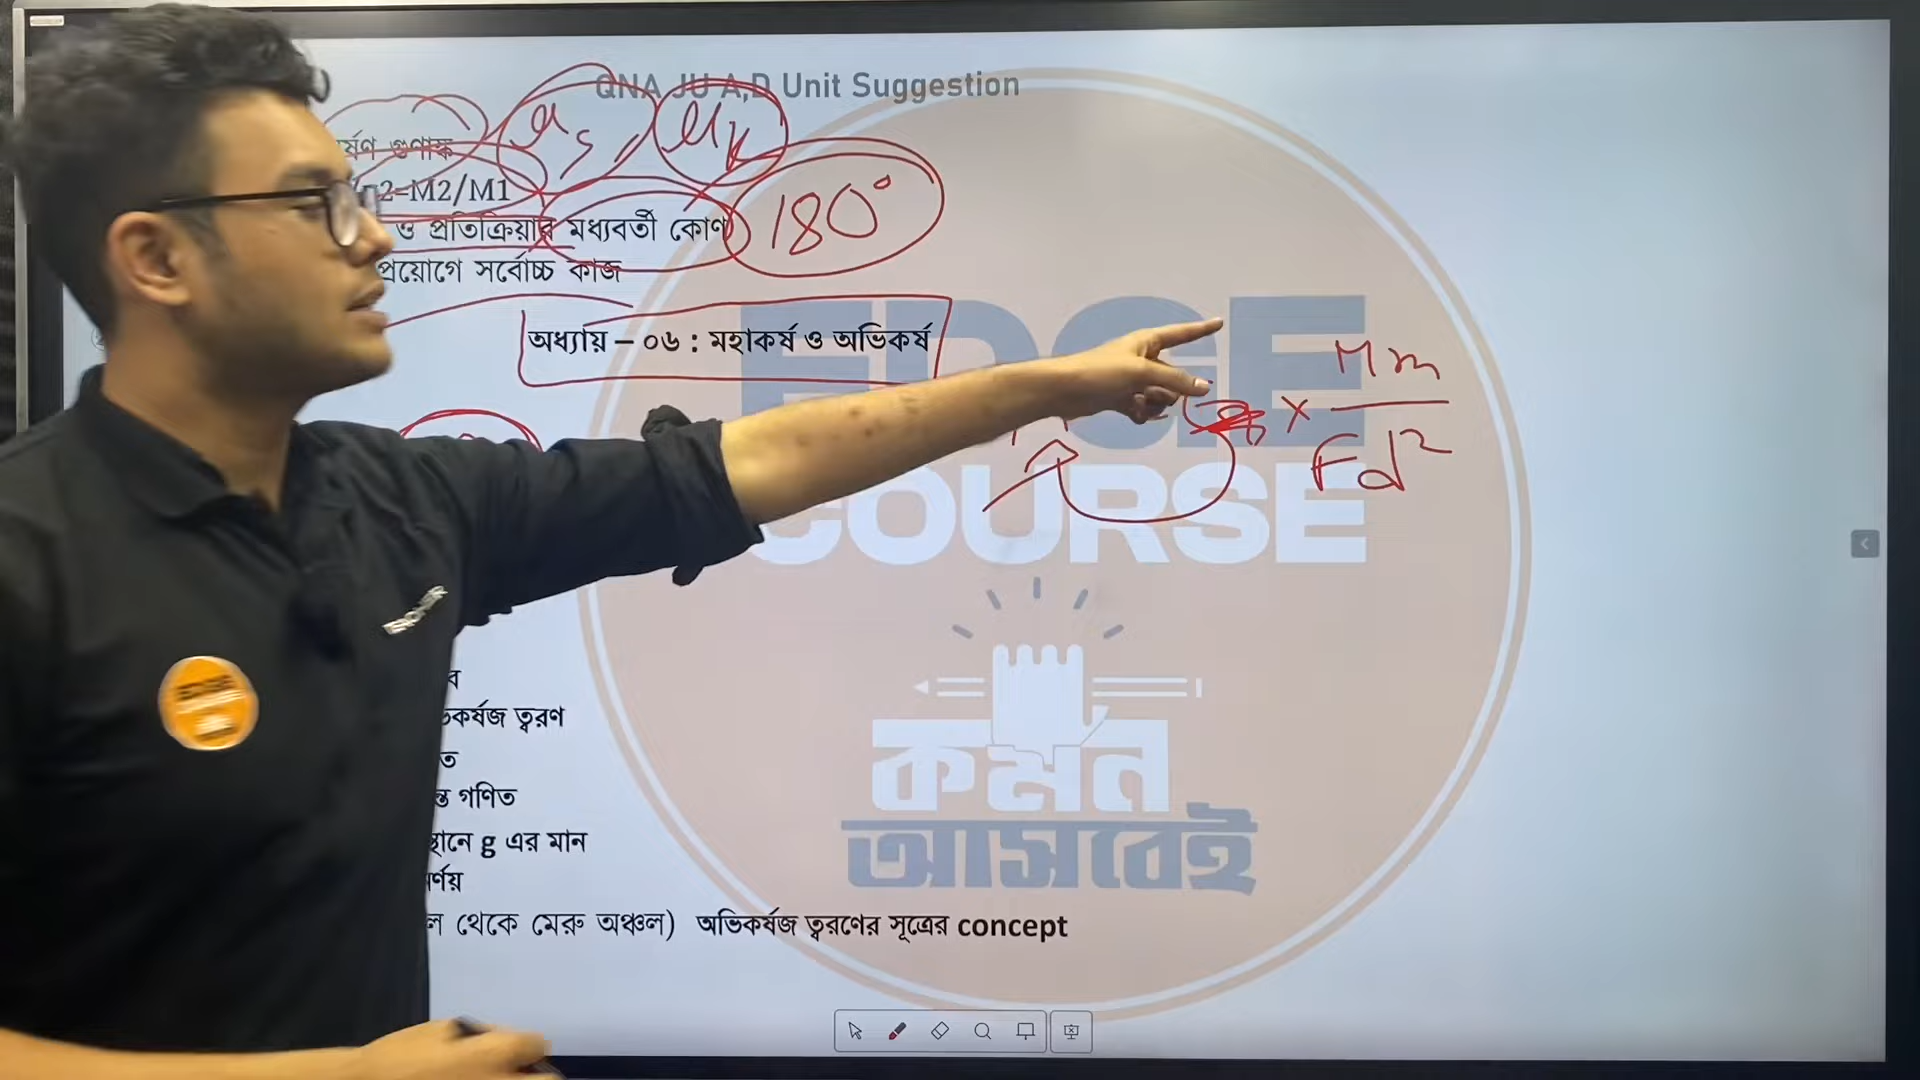 QNA JU A,D Unit Suggestion
র্ষণ গুণাঙ্ক μs, μk
2=M2/M1
ও প্রতিক্রিয়ার মধ্যবর্তী কোণ 180°
প্রয়োগে সর্বোচ্চ কাজ
অধ্যায় – ০৬ : মহাকর্ষ ও অভিকর্ষ
EDGE
× Mm
Fd²
COURSE
কর্ষজ ত্বরণ
ত
ন্ত গণিত
স্থানে g এর মান
র্ণয়
ল থেকে মেরু অঞ্চল) অভিকর্ষজ ত্বরণের সূত্রের concept
কমন
আসবেই